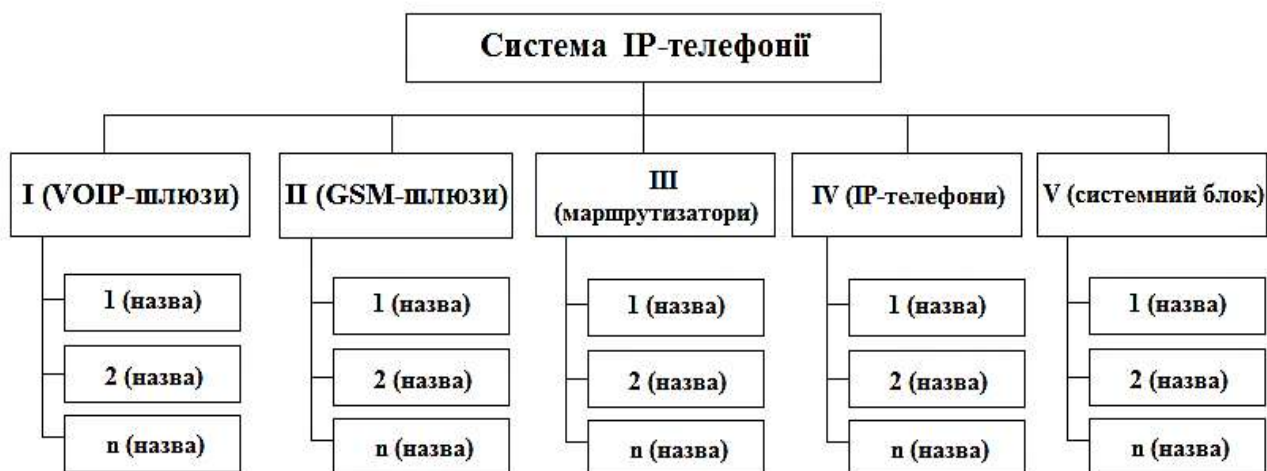 Система IP-телефонії
I (VOIP-шлюзи)
II (GSM-шлюзи)
III
(маршрутизатори)
IV (IP-телефони)
V (системний блок)
1 (назва)
1 (назва)
1 (назва)
1 (назва)
1 (назва)
2 (назва)
2 (назва)
2 (назва)
2 (назва)
2 (назва)
n (назва)
n (назва)
n (назва)
n (назва)
n (назва)